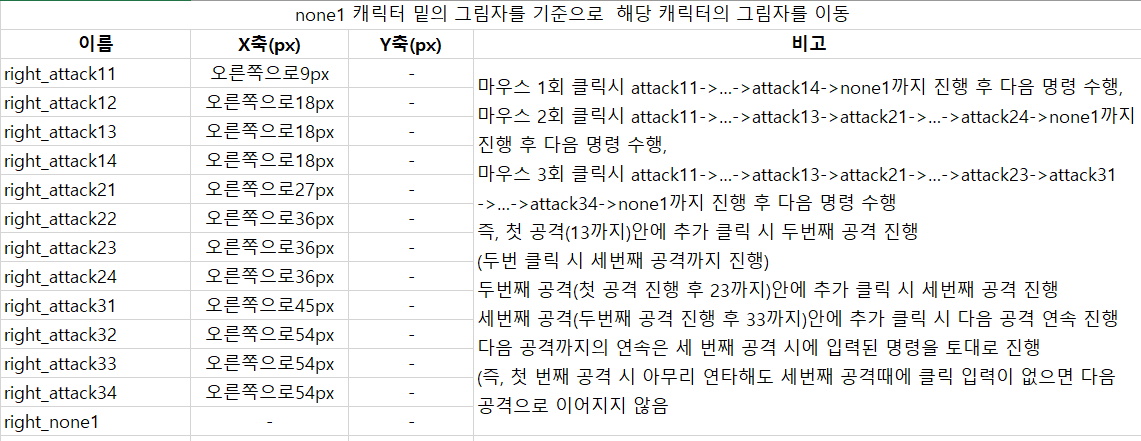 none1 캐릭터 밑의 그림자를 기준으로 해당 캐릭터의 그림자를 이동
이름 X축(px) Y축(px) 비고
right_attack11 오른쪽으로9px -
right_attack12 오른쪽으로18px -
right_attack13 오른쪽으로18px -
right_attack14 오른쪽으로18px -
right_attack21 오른쪽으로27px -
right_attack22 오른쪽으로36px -
right_attack23 오른쪽으로36px -
right_attack24 오른쪽으로36px -
right_attack31 오른쪽으로45px -
right_attack32 오른쪽으로54px -
right_attack33 오른쪽으로54px -
right_attack34 오른쪽으로54px -
right_none1 - -
마우스 1회 클릭시 attack11->...->attack14->none1까지 진행 후 다음 명령 수행,
마우스 2회 클릭시 attack11->...->attack13->attack21->...->attack24->none1까지
진행 후 다음 명령 수행,
마우스 3회 클릭시 attack11->...->attack13->attack21->...->attack23->attack31
->...->attack34->none1까지 진행 후 다음 명령 수행
즉, 첫 공격(13까지)안에 추가 클릭 시 두번째 공격 진행
(두번 클릭 시 세번째 공격까지 진행)
두번째 공격(첫 공격 진행 후 23까지)안에 추가 클릭 시 세번째 공격 진행
세번째 공격(두번째 공격 진행 후 33까지)안에 추가 클릭 시 다음 공격 연속 진행
다음 공격까지의 연속은 세 번째 공격 시에 입력된 명령을 토대로 진행
(즉, 첫 번째 공격 시 아무리 연타해도 세번째 공격때에 클릭 입력이 없으면 다음
공격으로 이어지지 않음